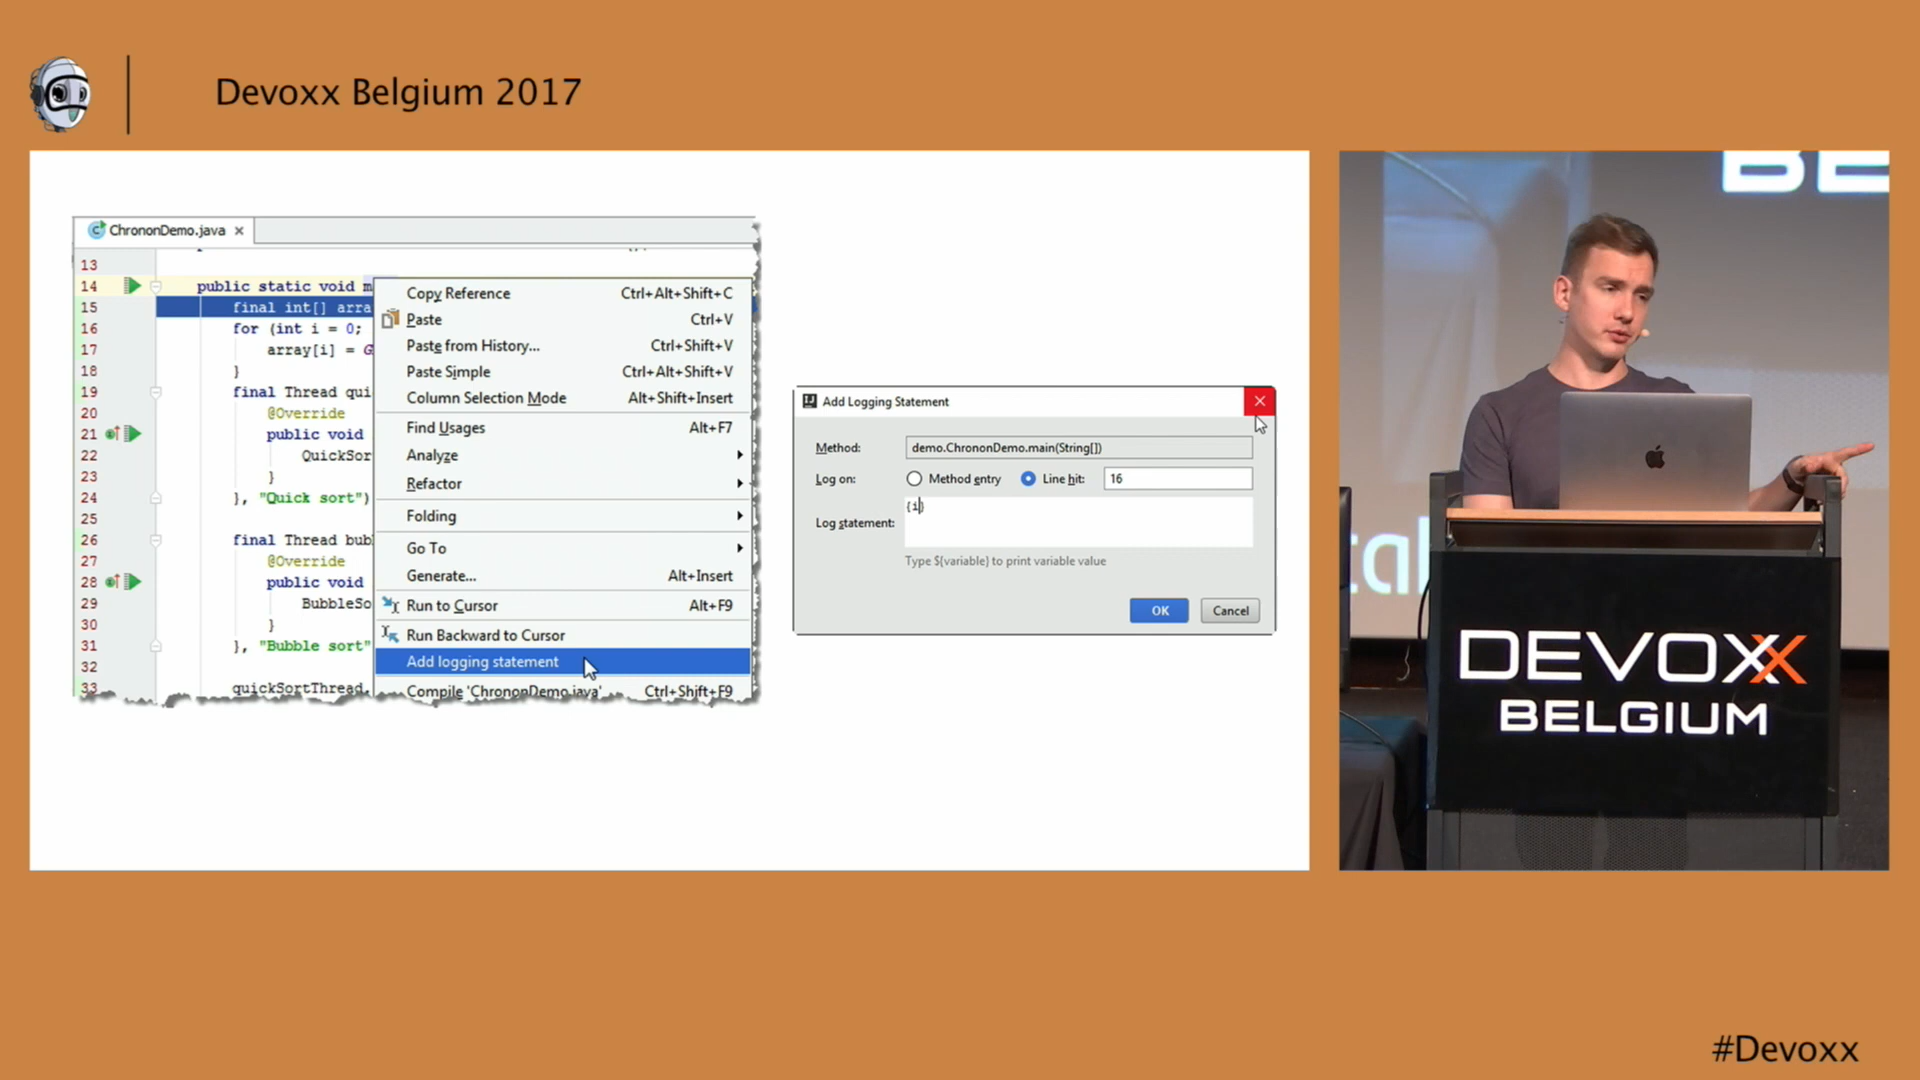 Devoxx Belgium 2017
ChrononDemo.java
13
14 public static void m
15 final int[] arra
16 for (int i = 0;
17 array[i] = G
18 }
19 final Thread qui
20 @Override
21 public void
22 QuickSor
23 }
24 }, "Quick sort")
25
26 final Thread bub
27 @Override
28 public void
29 BubbleSo
30 }
31 }, "Bubble sort"
32
33 quickSortThread.
Copy Reference Ctrl+Alt+Shift+C
Paste Ctrl+V
Paste from History... Ctrl+Shift+V
Paste Simple Ctrl+Alt+Shift+V
Column Selection Mode Alt+Shift+Insert
Find Usages Alt+F7
Analyze
Refactor
Folding
Go To
Generate... Alt+Insert
Run to Cursor Alt+F9
Run Backward to Cursor
Add logging statement
Compile 'ChrononDemo.java' Ctrl+Shift+F9
Add Logging Statement
Method: demo.ChrononDemo.main(String[])
Log on: Method entry Line hit: 16
Log statement: {i}
Type ${variable} to print variable value
OK Cancel
BE
DEVOXX
BELGIUM
#Devoxx